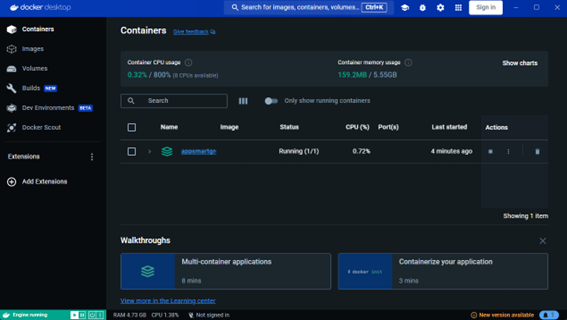 docker desktop
Search for images, containers, volumes... Ctrl+K
Sign in
Containers
Images
Volumes
Builds NEW
Dev Environments BETA
Docker Scout
Extensions
Add Extensions
Containers Give feedback
Container CPU usage
0.32% / 800% (8 CPUs available)
Container memory usage
159.2MB / 5.55GB
Show charts
Search
Only show running containers
Name Image Status CPU (%) Port(s) Last started Actions
appsmartge Running (1/1) 0.72% 4 minutes ago
Showing 1 item
Walkthroughs
Multi-container applications
8 mins
docker init
Containerize your application
3 mins
View more in the Learning center
Engine running RAM 4.73 GB CPU 1.38% Not signed in New version available 1